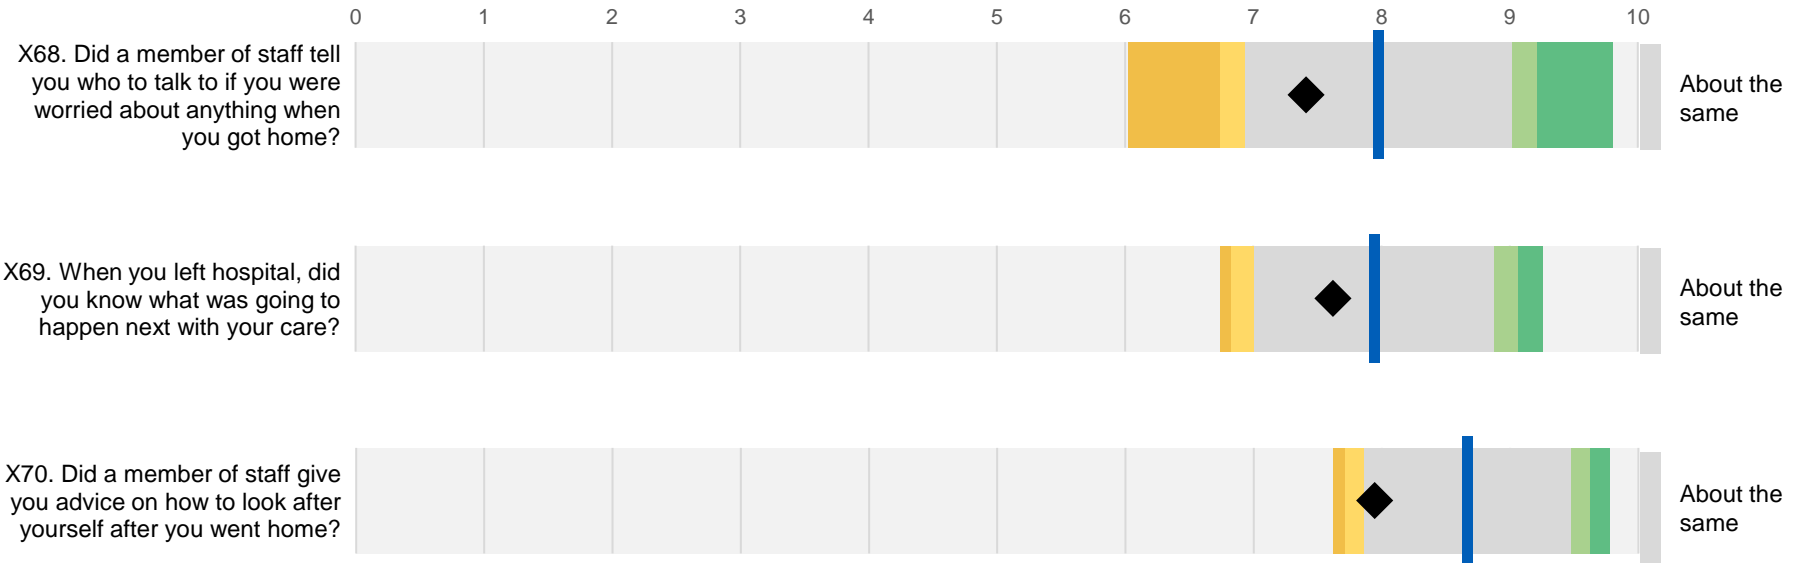 0 1 2 3 4 5 6 7 8 9 10
X68. Did a member of staff tell
you who to talk to if you were
worried about anything when
you got home?
About the
same
X69. When you left hospital, did
you know what was going to
happen next with your care?
About the
same
X70. Did a member of staff give
you advice on how to look after
yourself after you went home?
About the
same